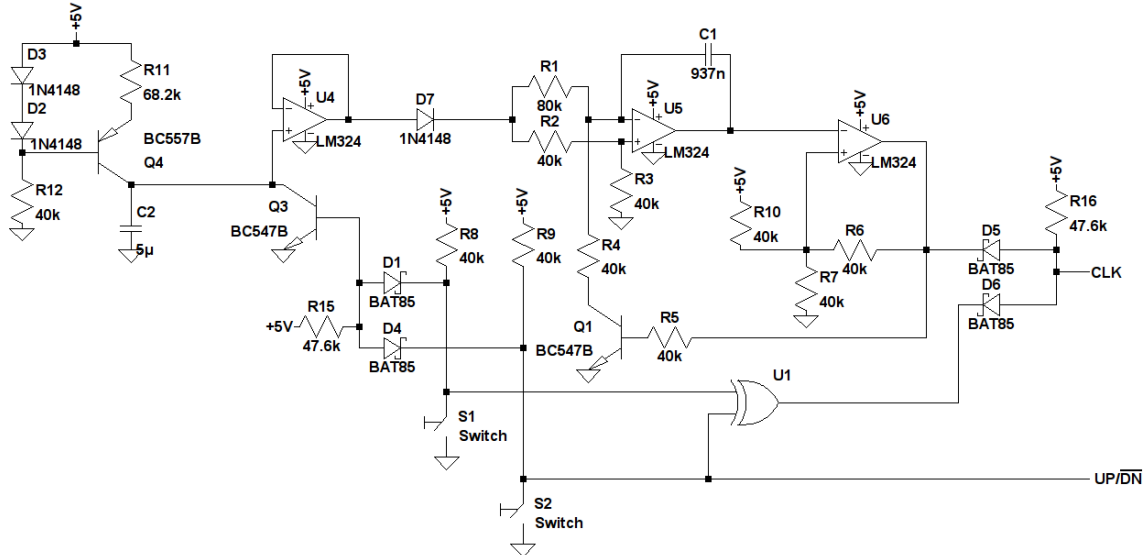 +5V
D3
1N4148
D2
1N4148
R11
68.2k
BC557B
Q4
R12
40k
C2
5µ
U4
+5V
LM324
D7
1N4148
Q3
BC547B
R1
80k
R2
40k
C1
937n
+5V
U5
LM324
R3
40k
+5V
U6
LM324
+5V
R8
40k
+5V
R9
40k
R4
40k
+5V
R10
40k
R6
40k
R7
40k
+5V
R16
47.6k
D5
BAT85
D6
BAT85
CLK
D1
BAT85
D4
BAT85
+5V
R15
47.6k
Q1
BC547B
R5
40k
U1
S1
Switch
S2
Switch
UP/DN